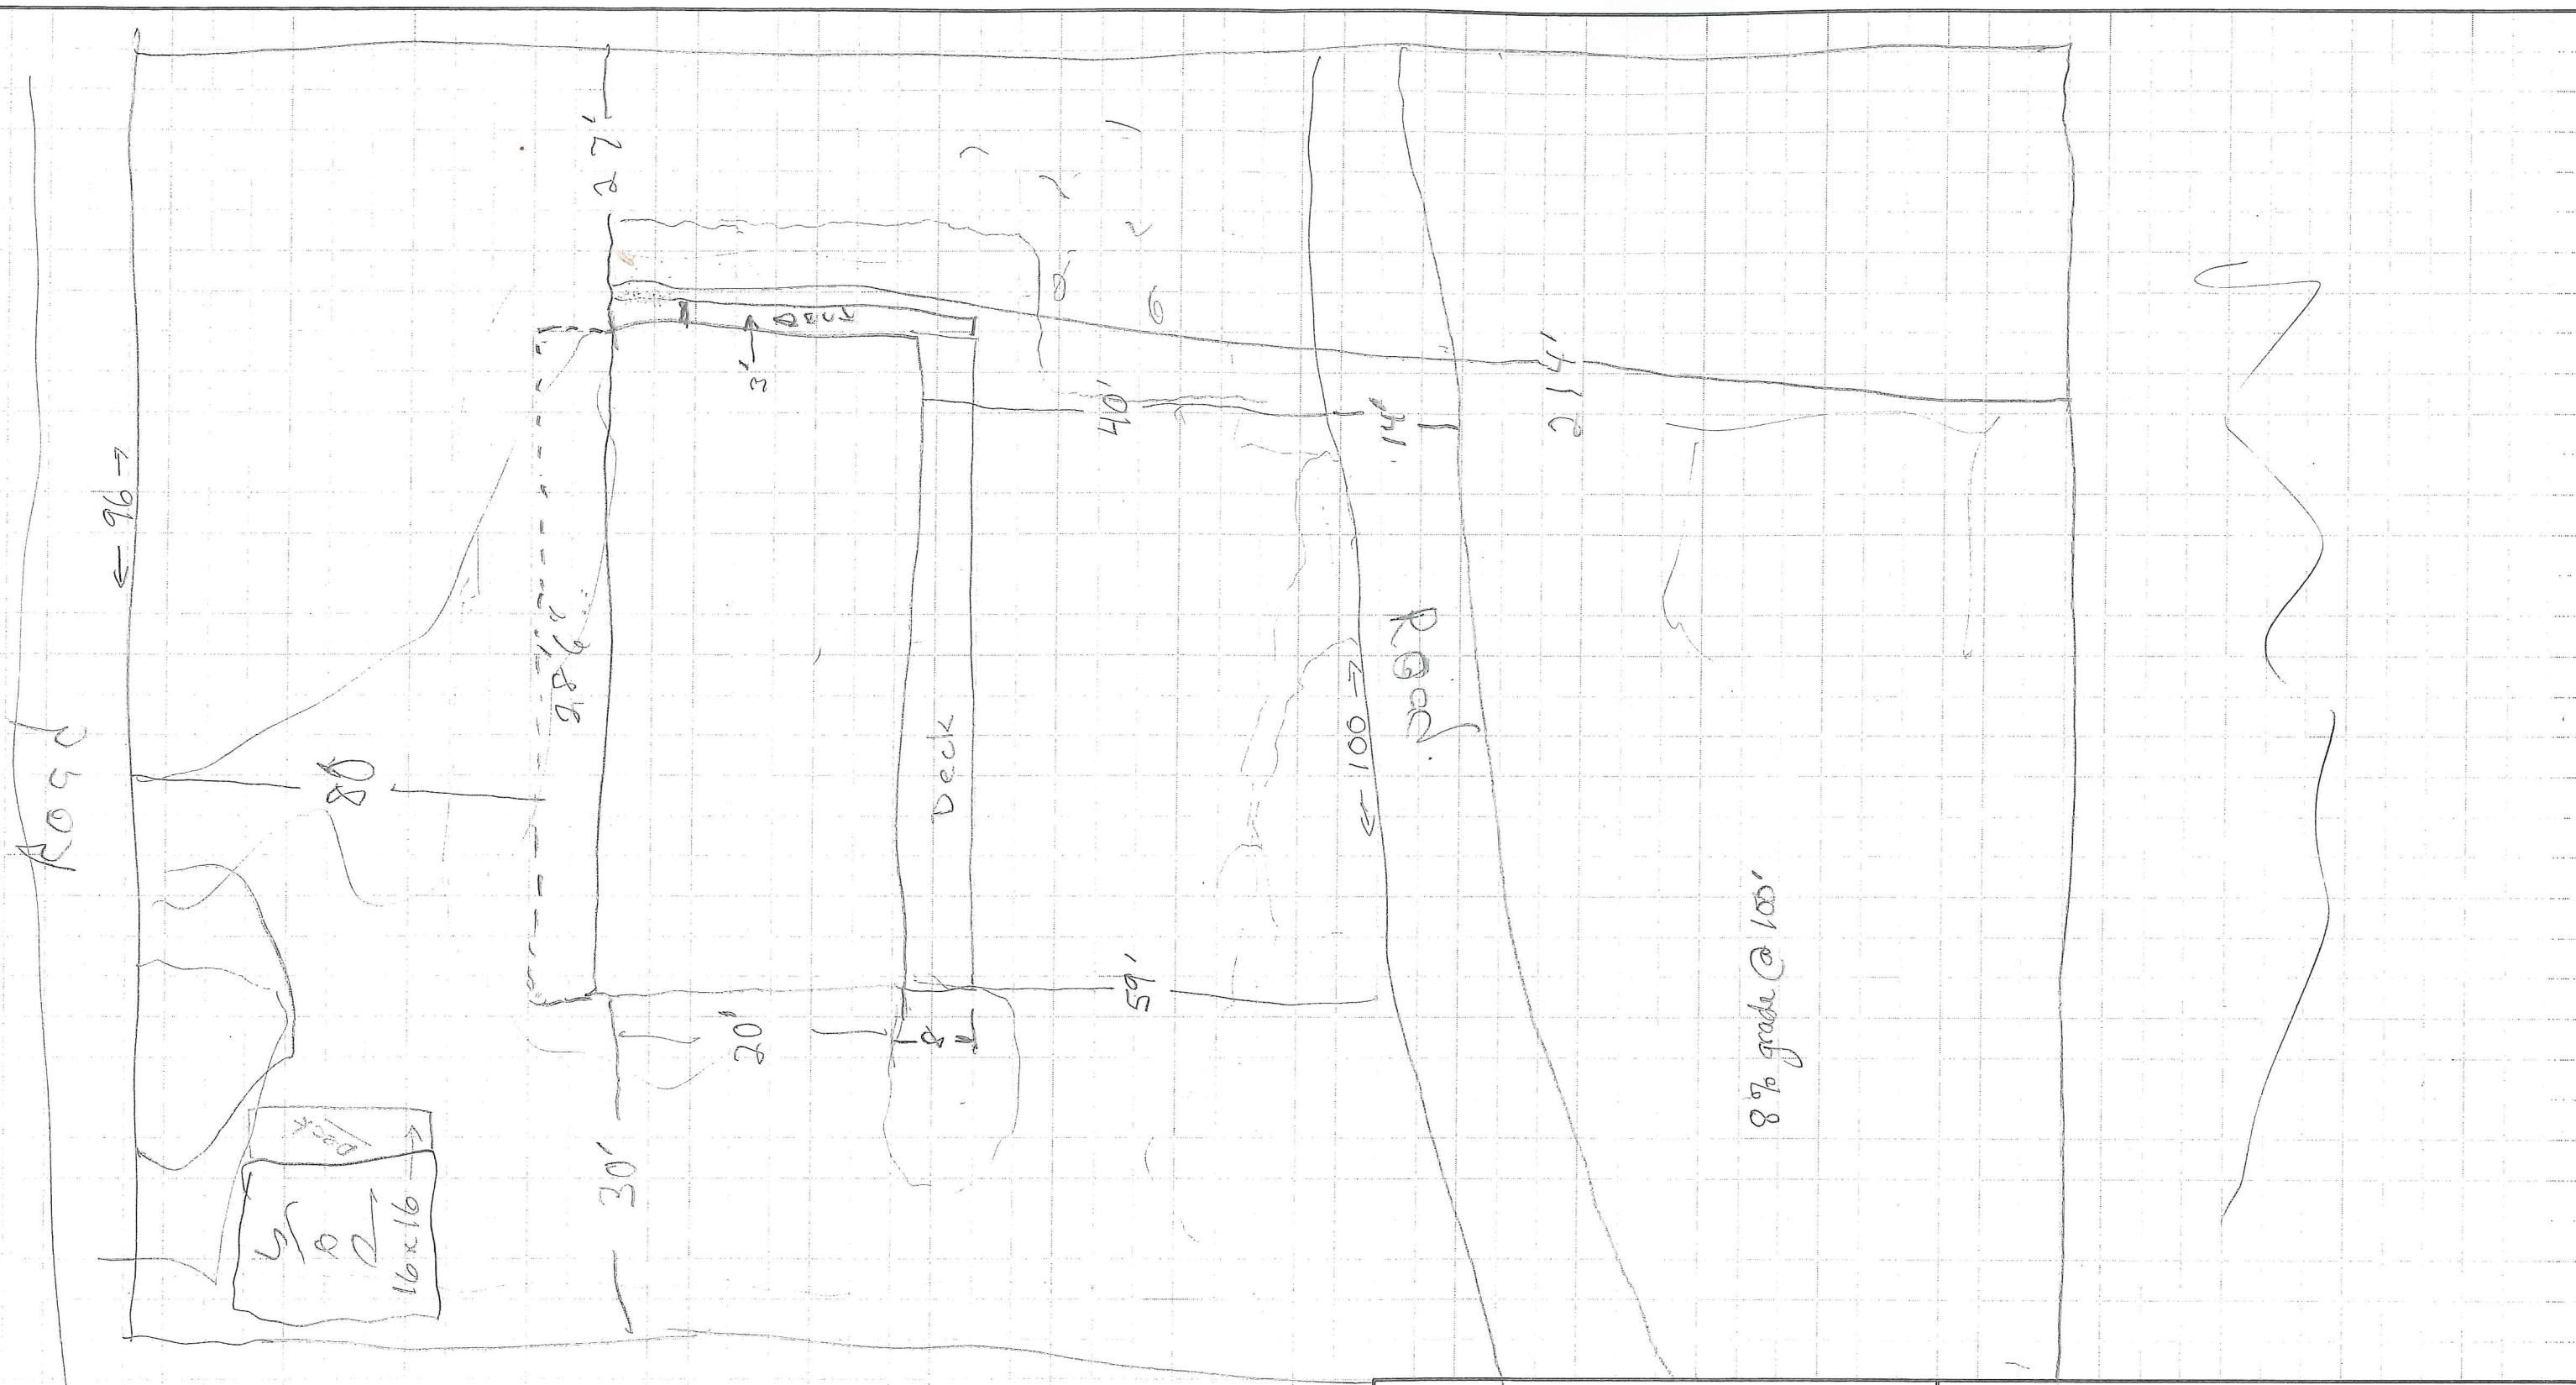 Road
← 96 →
80
27'
28'6"
3'
Deck
Deck
40'
14'
214'
← 100 →
Road
59'
20'
8'
30'
Deck
16x16 →
8% grade @ 100'